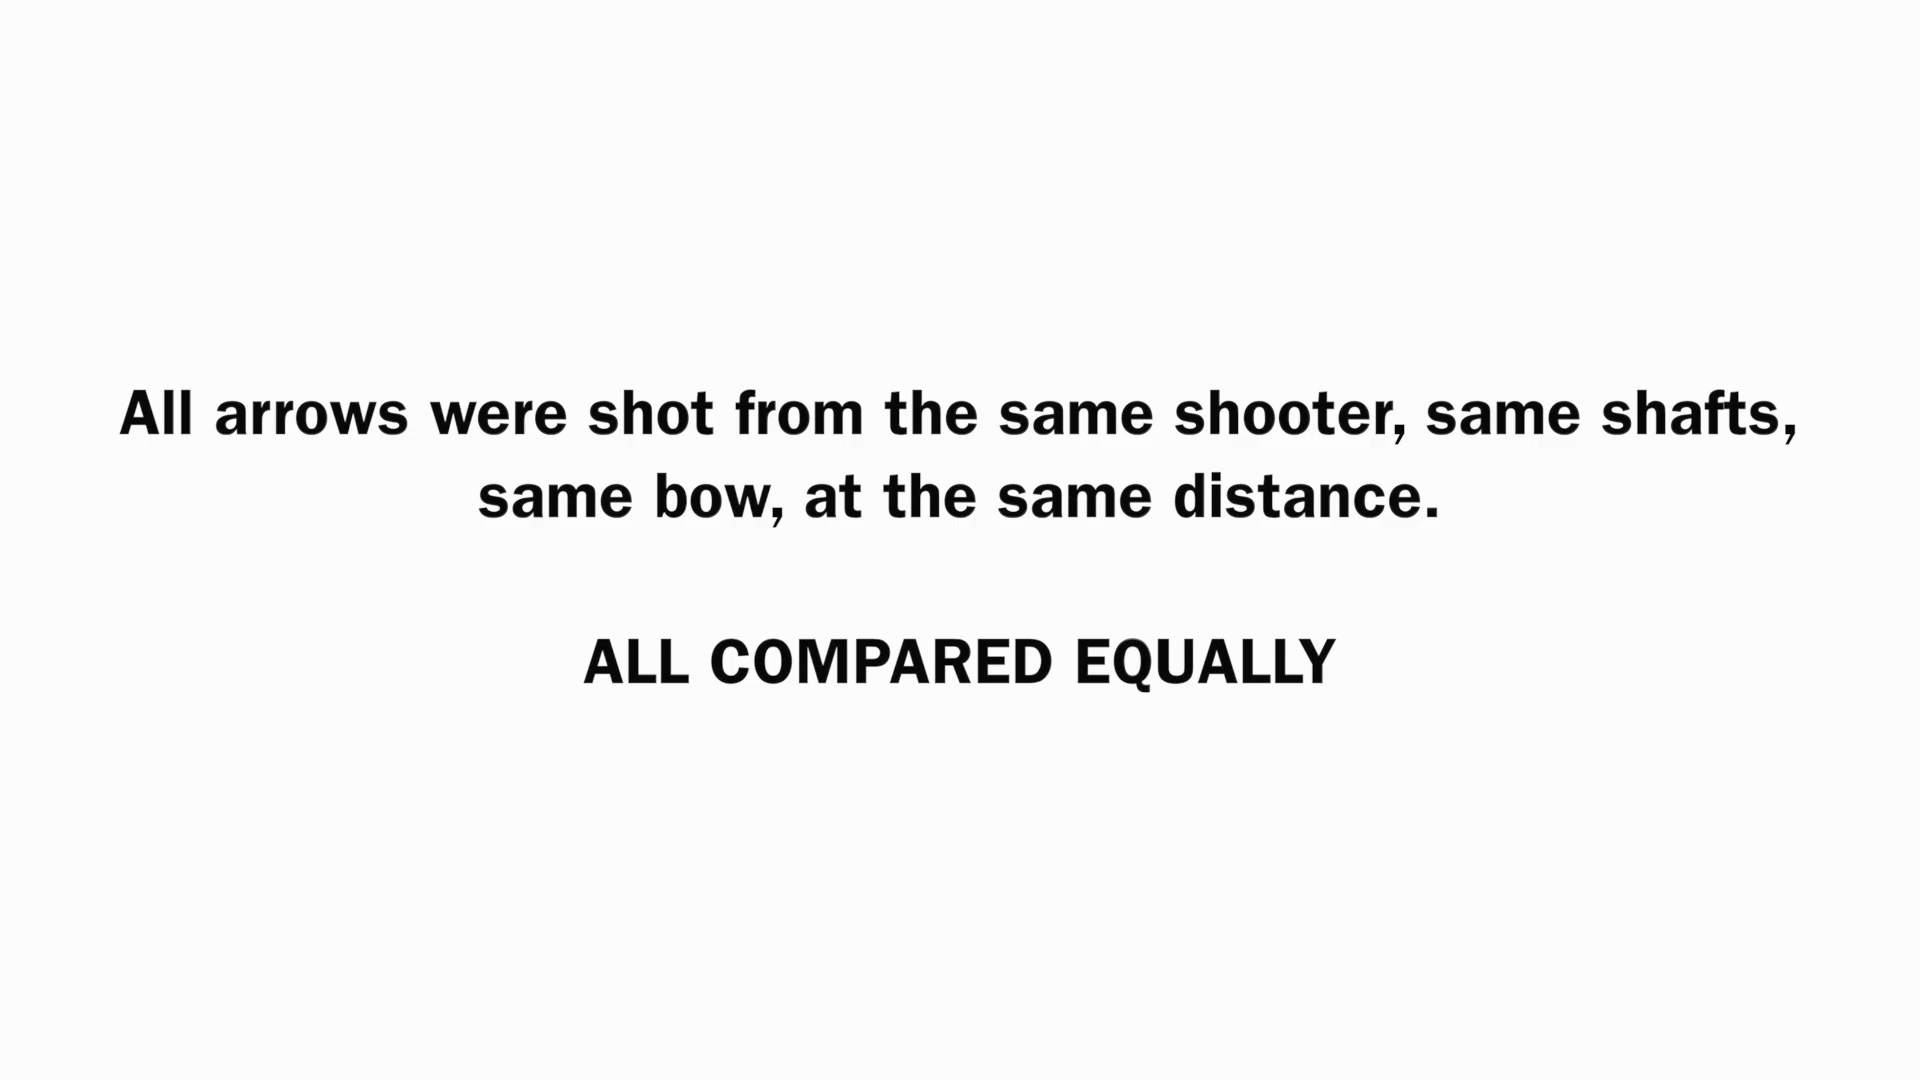 All arrows were shot from the same shooter, same shafts,
same bow, at the same distance.
ALL COMPARED EQUALLY